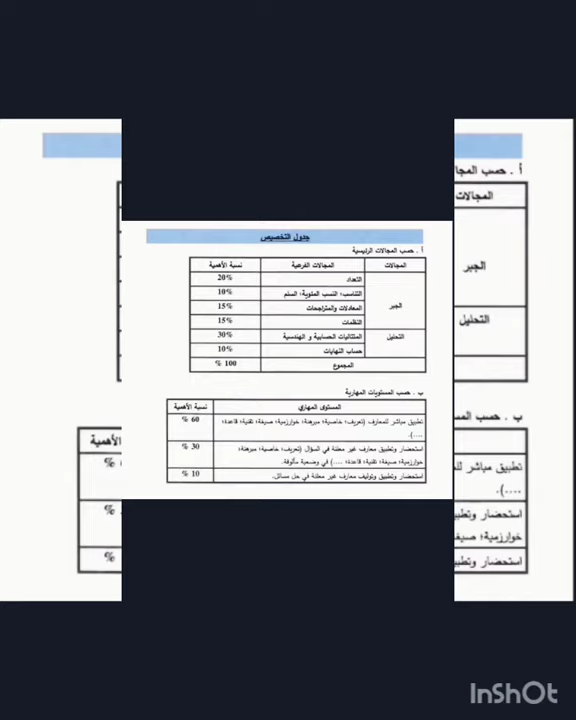 جدول التخصيص
أ . حسب المجالات الرئيسية
المجالات | المجالات الفرعية | نسبة الأهمية
الجبر | التعداد | 20%
التناسب؛ النسب المئوية؛ السلم | 10%
المعادلات والمتراجحات | 15%
النظمات | 15%
التحليل | المتتاليات الحسابية و الهندسية | 30%
حساب النهايات | 10%
المجموع | 100 %
ب . حسب المستويات المهارية
المستوى المهاري | نسبة الأهمية
تطبيق مباشر للمعارف (تعريف؛ خاصية؛ مبرهنة؛ خوارزمية؛ صيغة؛ تقنية؛ قاعدة؛ | 60 %
....).
استحضار وتطبيق معارف غير معلنة في السؤال (تعريف؛ خاصية؛ مبرهنة؛ | 30 %
خوارزمية؛ صيغة؛ تقنية؛ قاعدة؛ ....) في وضعية مألوفة.
استحضار وتطبيق وتوليف معارف غير معلنة في حل مسائل. | 10 %
أ . حسب المجالا
المجالات
الجبر
التحليل
ب . حسب المس
الأهمية
تطبيق مباشر للم
....).
استحضار وتطبي
خوارزمية؛ صيغ
استحضار وتطبي
%
%
%
InShOt